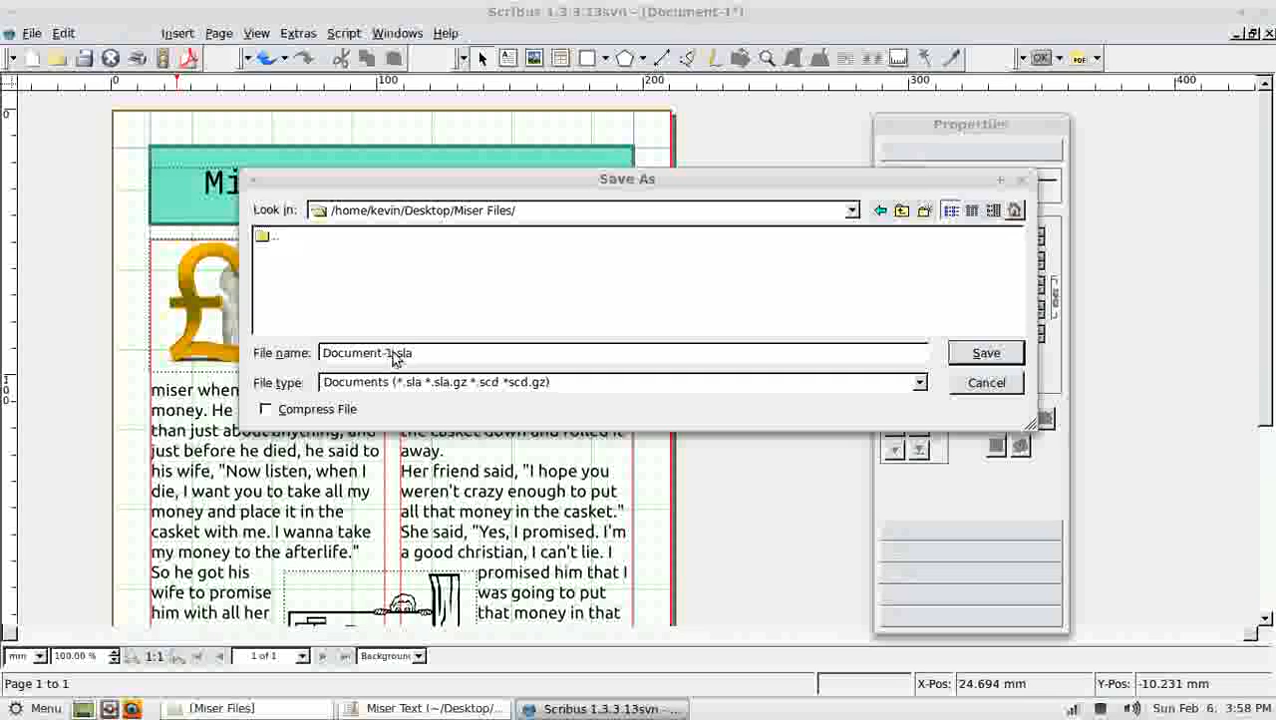 Scribus 1.3.3.13svn - [Document-1*]
File Edit Insert Page View Extras Script Windows Help
OK PDF
0 100 200 300 400
0
Properties
Mi
Save As
Look in: /home/kevin/Desktop/Miser Files/
..
File name: Document-1.sla Save
File type: Documents (*.sla *.sla.gz *.scd *scd.gz) Cancel
Compress File
100
miser when
money. He
than just about anything, and
just before he died, he said to
his wife, "Now listen, when I
die, I want you to take all my
money and place it in the
casket with me. I wanna take
my money to the afterlife."
So he got his
wife to promise
him with all her
the casket down and rolled it
away.
Her friend said, "I hope you
weren't crazy enough to put
all that money in the casket."
She said, "Yes, I promised. I'm
a good christian, I can't lie. I
promised him that I
was going to put
that money in that
mm 100.00 % 1:1 1 of 1 Background
Page 1 to 1 X-Pos: 24.694 mm Y-Pos: -10.231 mm
Menu [Miser Files] Miser Text (~/Desktop/... Scribus 1.3.3 13svn - ... Sun Feb 6, 3:58 PM